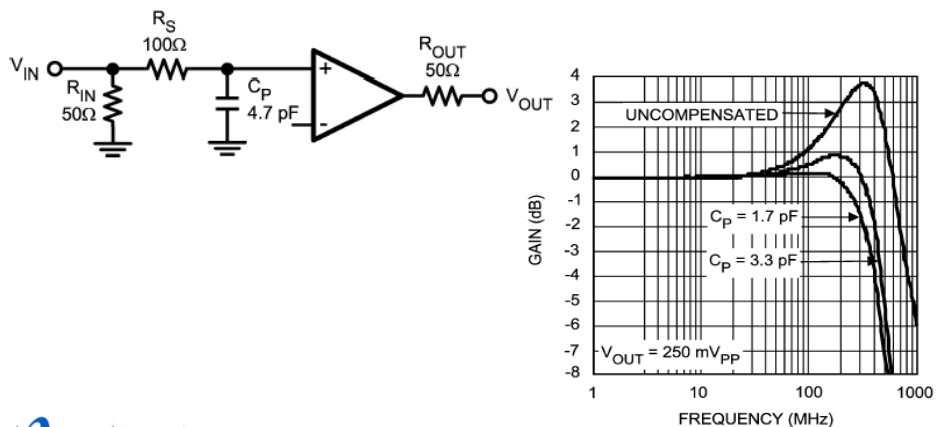 R_S
100Ω
V_IN
R_IN
50Ω
C_P
4.7 pF
+
-
R_OUT
50Ω
V_OUT
4
3
2
1
0
-1
-2
-3
-4
-5
-6
-7
-8
GAIN (dB)
UNCOMPENSATED
C_P = 1.7 pF
C_P = 3.3 pF
V_OUT = 250 mV_PP
1
10
100
1000
FREQUENCY (MHz)